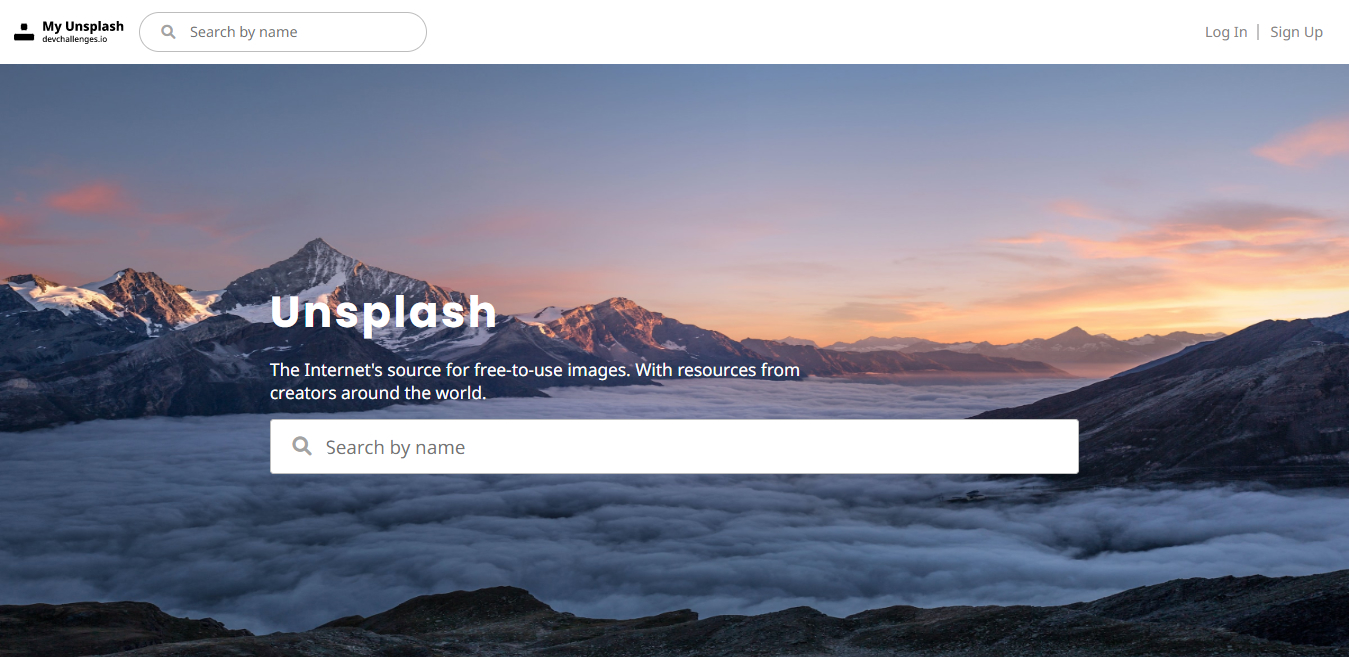 My Unsplash
devchallenges.io
Search by name
Log In | Sign Up
Unsplash
The Internet's source for free-to-use images. With resources from
creators around the world.
Search by name